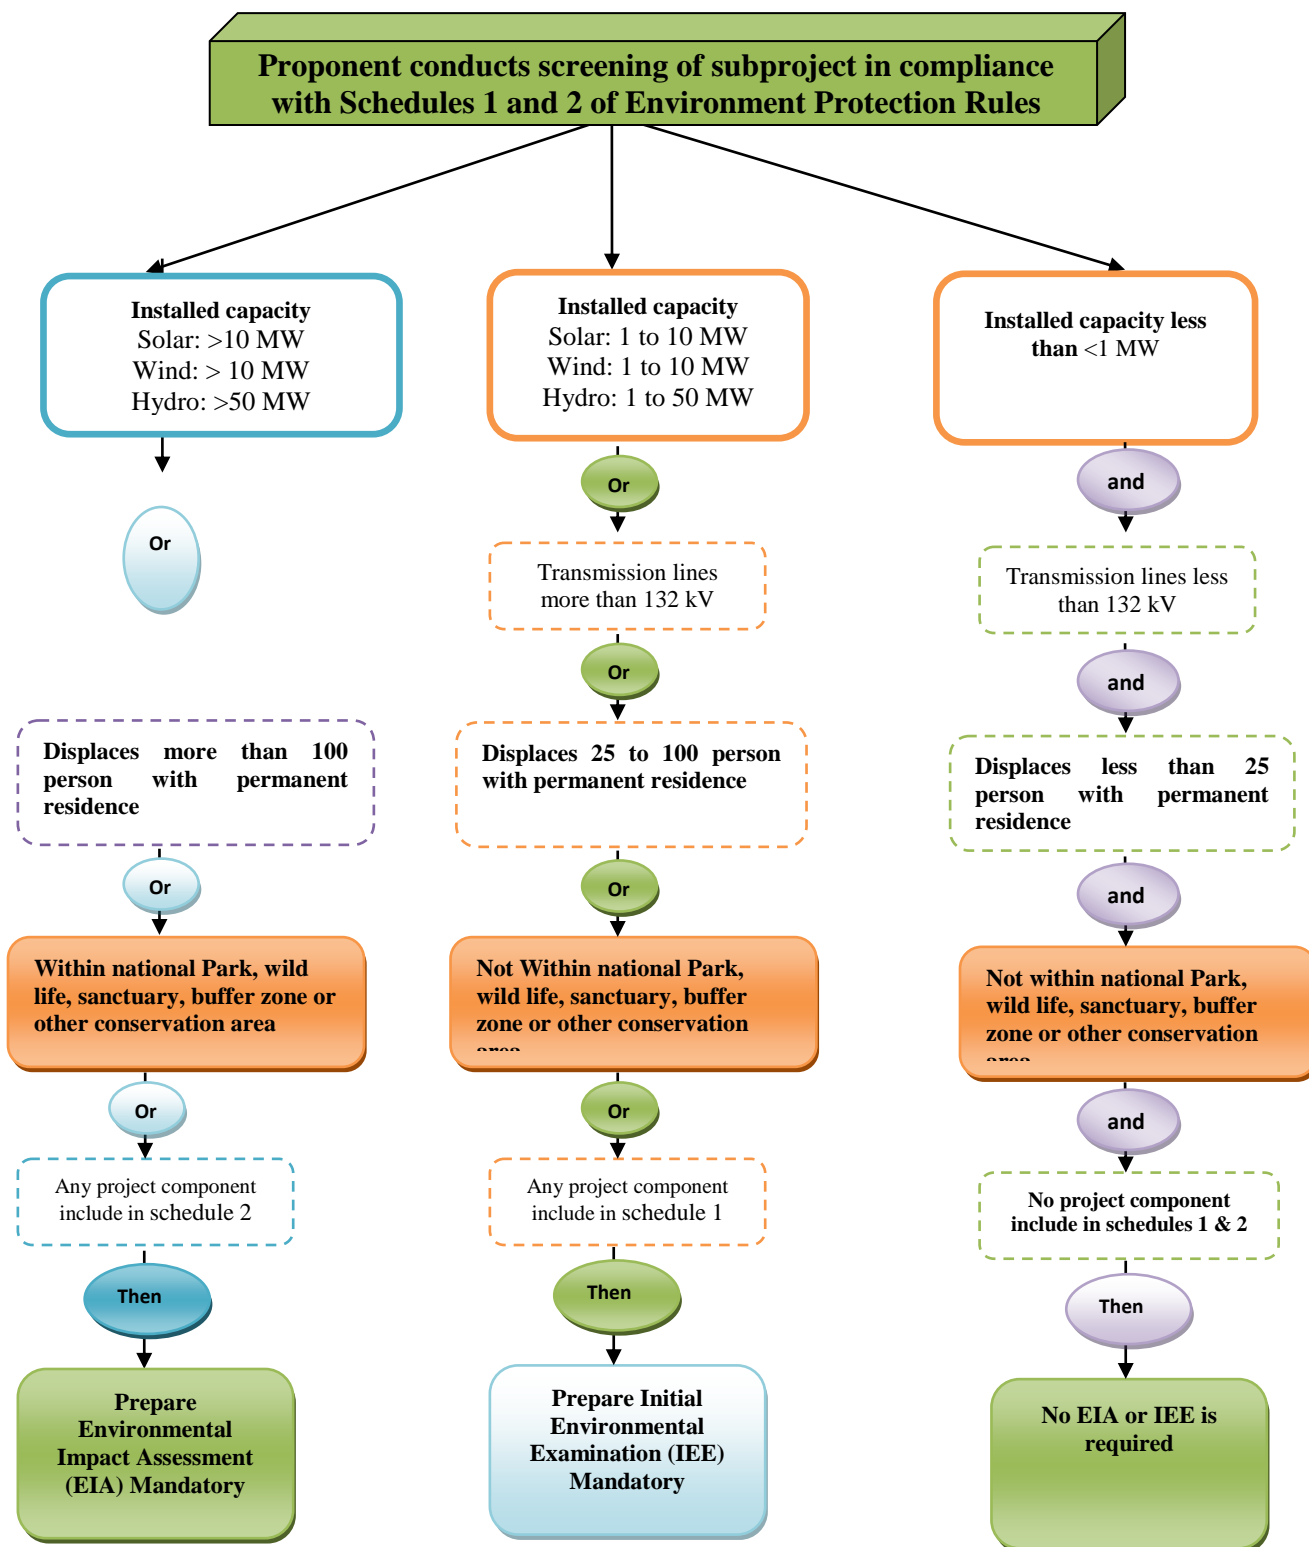 Proponent conducts screening of subproject in compliance
with Schedules 1 and 2 of Environment Protection Rules
Installed capacity
Solar: >10 MW
Wind: > 10 MW
Hydro: >50 MW
Or
Displaces more than 100
person with permanent
residence
Or
Within national Park, wild
life, sanctuary, buffer zone or
other conservation area
Or
Any project component
include in schedule 2
Then
Prepare
Environmental
Impact Assessment
(EIA) Mandatory
Installed capacity
Solar: 1 to 10 MW
Wind: 1 to 10 MW
Hydro: 1 to 50 MW
Or
Transmission lines
more than 132 kV
Or
Displaces 25 to 100 person
with permanent residence
Or
Not Within national Park,
wild life, sanctuary, buffer
zone or other conservation
area
Or
Any project component
include in schedule 1
Then
Prepare Initial
Environmental
Examination (IEE)
Mandatory
Installed capacity less
than <1 MW
and
Transmission lines less
than 132 kV
and
Displaces less than 25
person with permanent
residence
and
Not within national Park,
wild life, sanctuary, buffer
zone or other conservation
area
and
No project component
include in schedules 1 & 2
Then
No EIA or IEE is
required